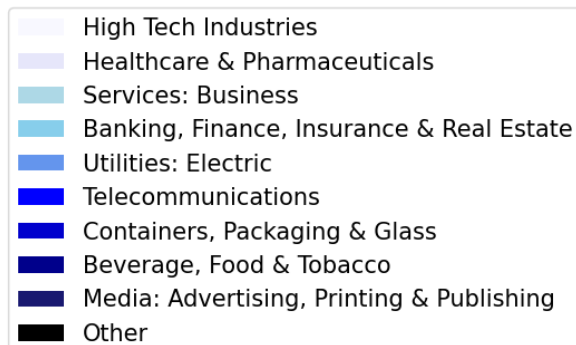 High Tech Industries
Healthcare & Pharmaceuticals
Services: Business
Banking, Finance, Insurance & Real Estate
Utilities: Electric
Telecommunications
Containers, Packaging & Glass
Beverage, Food & Tobacco
Media: Advertising, Printing & Publishing
Other